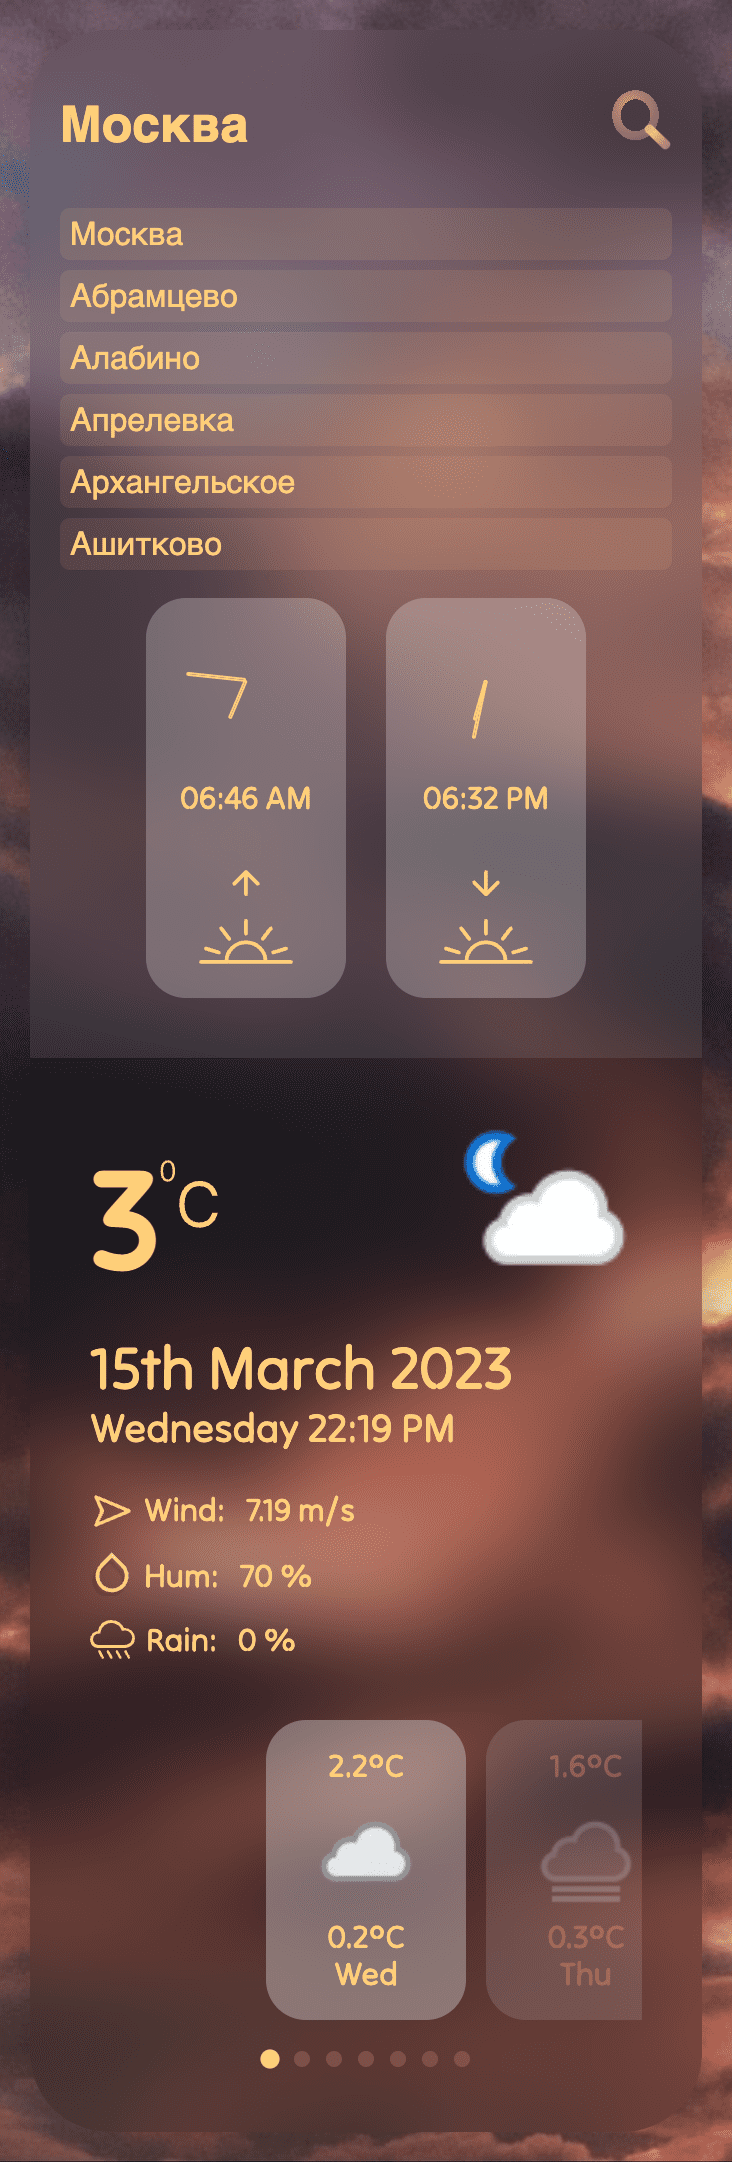 Москва
Москва
Абрамцево
Алабино
Апрелевка
Архангельское
Ашитково
06:46 AM 06:32 PM
3°C
15th March 2023
Wednesday 22:19 PM
Wind: 7.19 m/s
Hum: 70 %
Rain: 0 %
2.2°C 1.6°C
0.2°C 0.3°C
Wed Thu